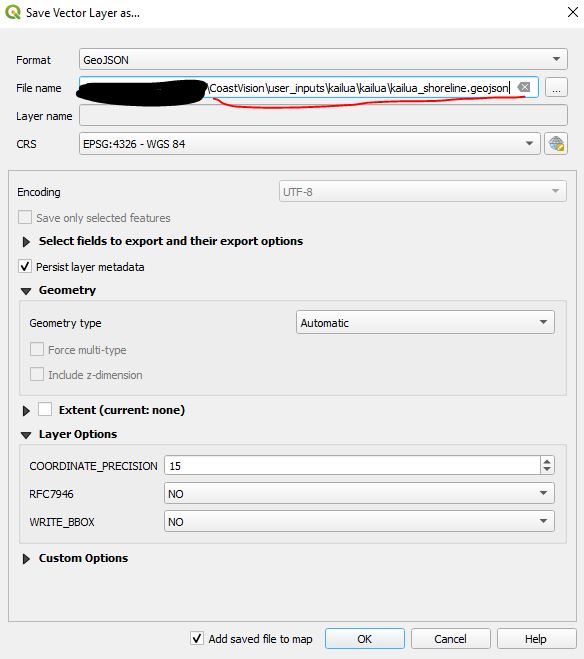 Save Vector Layer as...
Format GeoJSON
File name \CoastVision\user_inputs\kailua\kailua\kailua_shoreline.geojson ...
Layer name
CRS EPSG:4326 - WGS 84
Encoding UTF-8
Save only selected features
Select fields to export and their export options
Persist layer metadata
Geometry
Geometry type Automatic
Force multi-type
Include z-dimension
Extent (current: none)
Layer Options
COORDINATE_PRECISION 15
RFC7946 NO
WRITE_BBOX NO
Custom Options
Add saved file to map OK Cancel Help